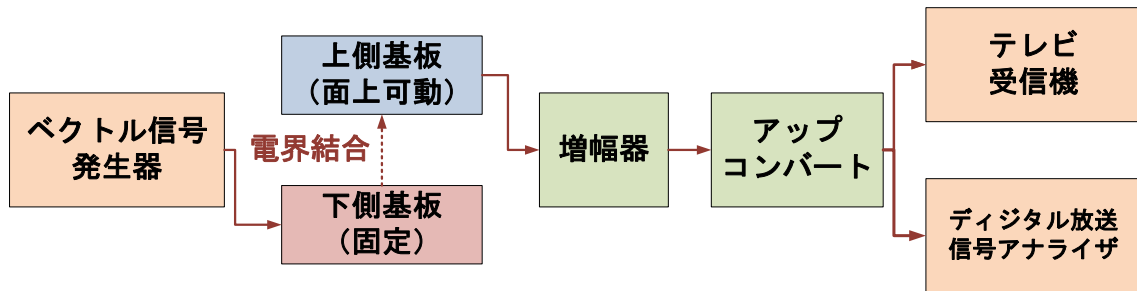 ベクトル信号
発生器
上側基板
（面上可動）
電界結合
下側基板
（固定）
増幅器
アップ
コンバート
テレビ
受信機
ディジタル放送
信号アナライザ